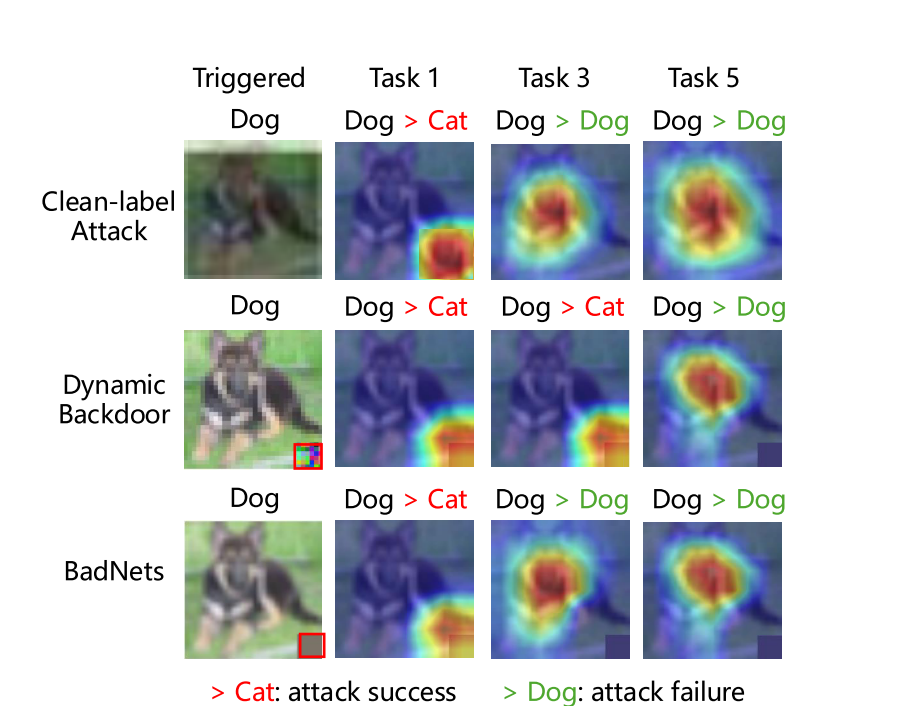 Triggered Task 1 Task 3 Task 5
Dog Dog > Cat Dog > Dog Dog > Dog
Clean-label
Attack
Dog Dog > Cat Dog > Cat Dog > Dog
Dynamic
Backdoor
Dog Dog > Cat Dog > Dog Dog > Dog
BadNets
> Cat: attack success > Dog: attack failure